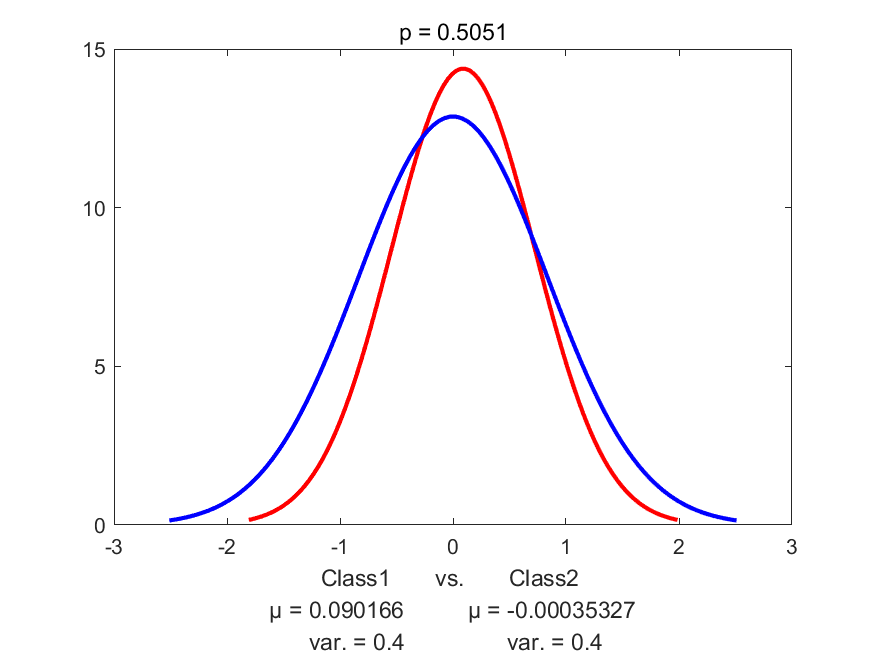 p = 0.5051
15
10
5
0
-3 -2 -1 0 1 2 3
Class1 vs. Class2
μ = 0.090166 μ = -0.00035327
var. = 0.4 var. = 0.4